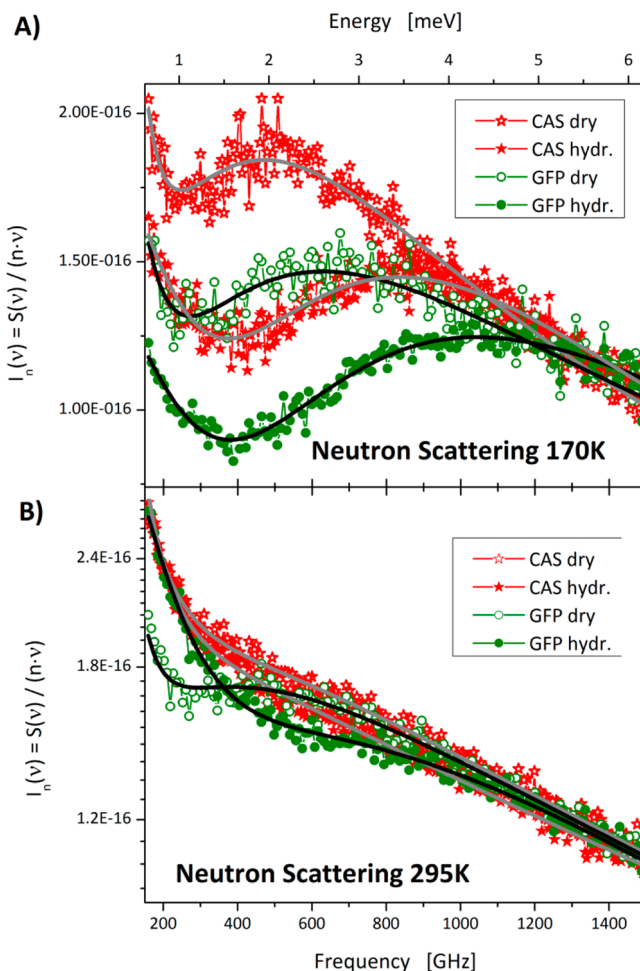 A)
Energy [meV]
1 2 3 4 5 6
2.00E-016
1.50E-016
1.00E-016
I_n(ν) = S(ν) / (n·ν)
CAS dry
CAS hydr.
GFP dry
GFP hydr.
Neutron Scattering 170K
B)
2.4E-16
1.8E-16
1.2E-16
I_n(ν) = S(ν) / (n·ν)
CAS dry
CAS hydr.
GFP dry
GFP hydr.
Neutron Scattering 295K
200 400 600 800 1000 1200 1400
Frequency [GHz]